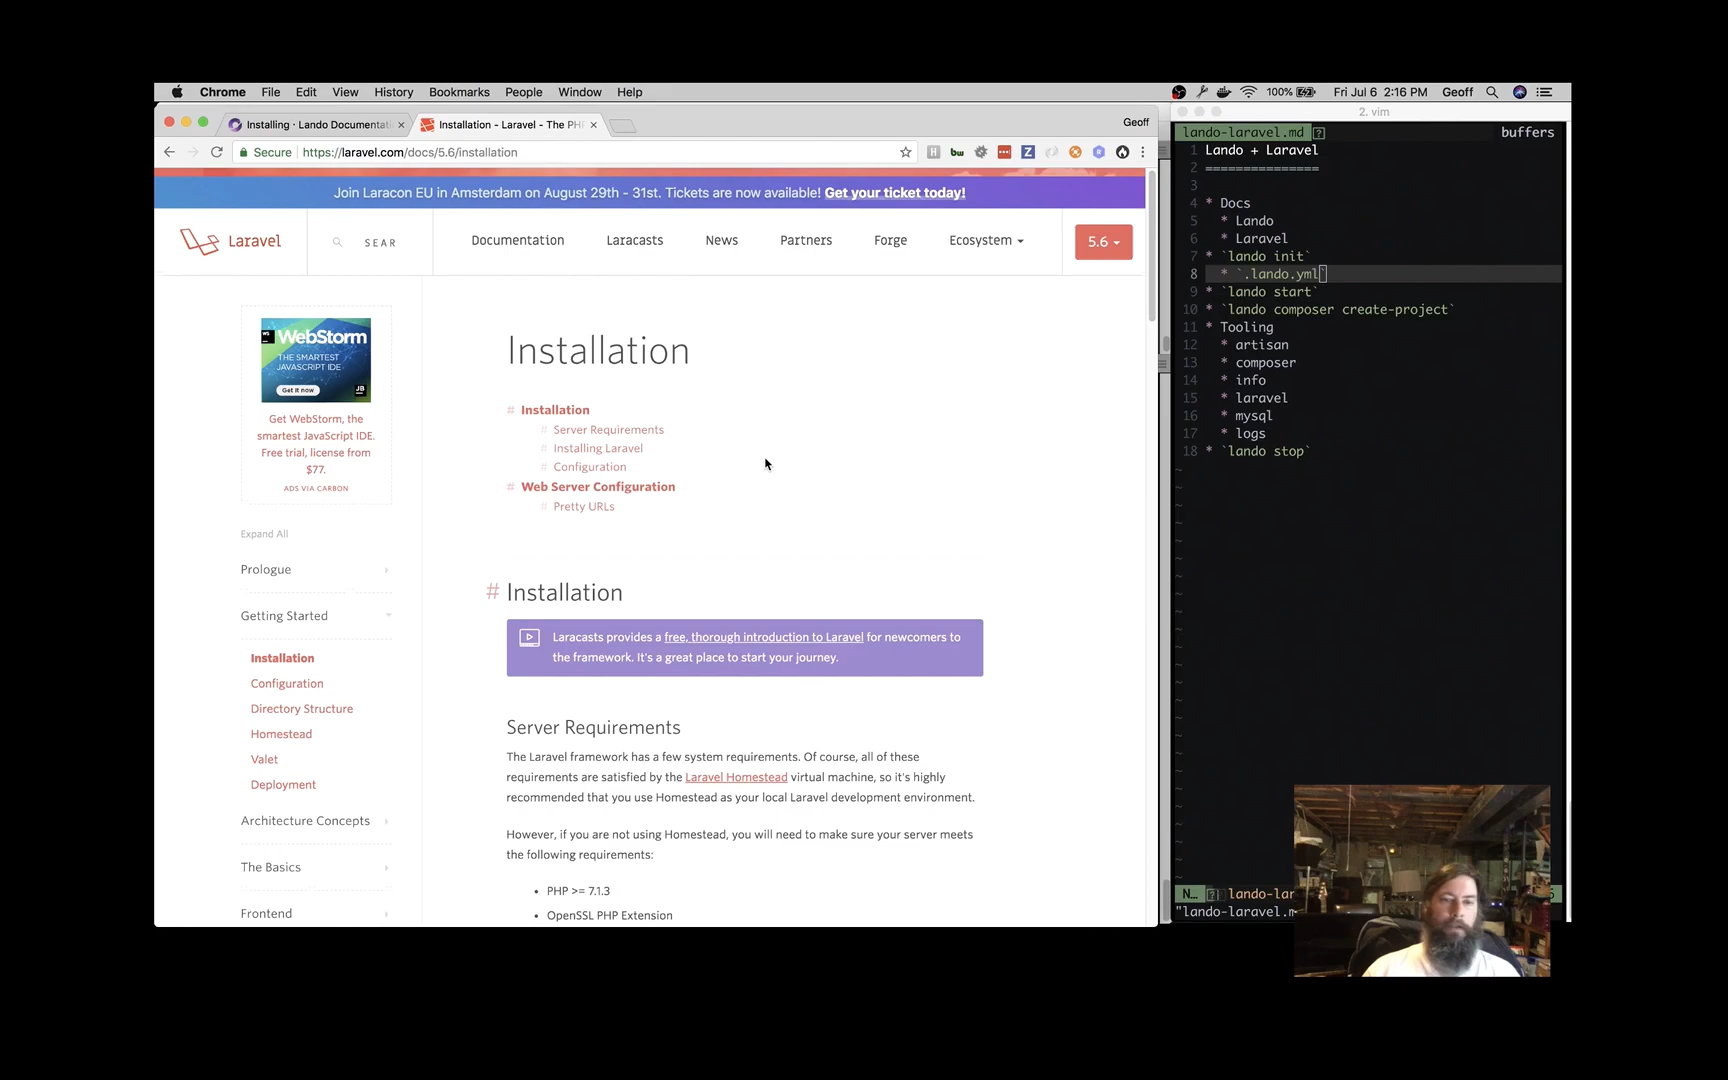 Chrome File Edit View History Bookmarks People Window Help
100% Fri Jul 6 2:16 PM Geoff
Installing · Lando Documentati
Installation - Laravel - The PH
Geoff
Secure https://laravel.com/docs/5.6/installation
Join Laracon EU in Amsterdam on August 29th - 31st. Tickets are now available! Get your ticket today!
Laravel
SEAR
Documentation Laracasts News Partners Forge Ecosystem
5.6
WS WebStorm
THE SMARTEST
JAVASCRIPT IDE
Get it now
JB
Get WebStorm, the
smartest JavaScript IDE.
Free trial, license from
$77.
ADS VIA CARBON
Expand All
Prologue
Getting Started
Installation
Configuration
Directory Structure
Homestead
Valet
Deployment
Architecture Concepts
The Basics
Frontend
Installation
# Installation
# Server Requirements
# Installing Laravel
# Configuration
# Web Server Configuration
# Pretty URLs
# Installation
Laracasts provides a free, thorough introduction to Laravel for newcomers to
the framework. It's a great place to start your journey.
Server Requirements
The Laravel framework has a few system requirements. Of course, all of these
requirements are satisfied by the Laravel Homestead virtual machine, so it's highly
recommended that you use Homestead as your local Laravel development environment.
However, if you are not using Homestead, you will need to make sure your server meets
the following requirements:
• PHP >= 7.1.3
• OpenSSL PHP Extension
2. vim
lando-laravel.md buffers
1 Lando + Laravel
2 ===============
3
4 * Docs
5 * Lando
6 * Laravel
7 * `lando init`
8 * `.lando.yml`
9 * `lando start`
10 * `lando composer create-project`
11 * Tooling
12 * artisan
13 * composer
14 * info
15 * laravel
16 * mysql
17 * logs
18 * `lando stop`
N... lando-lar
"lando-laravel.m